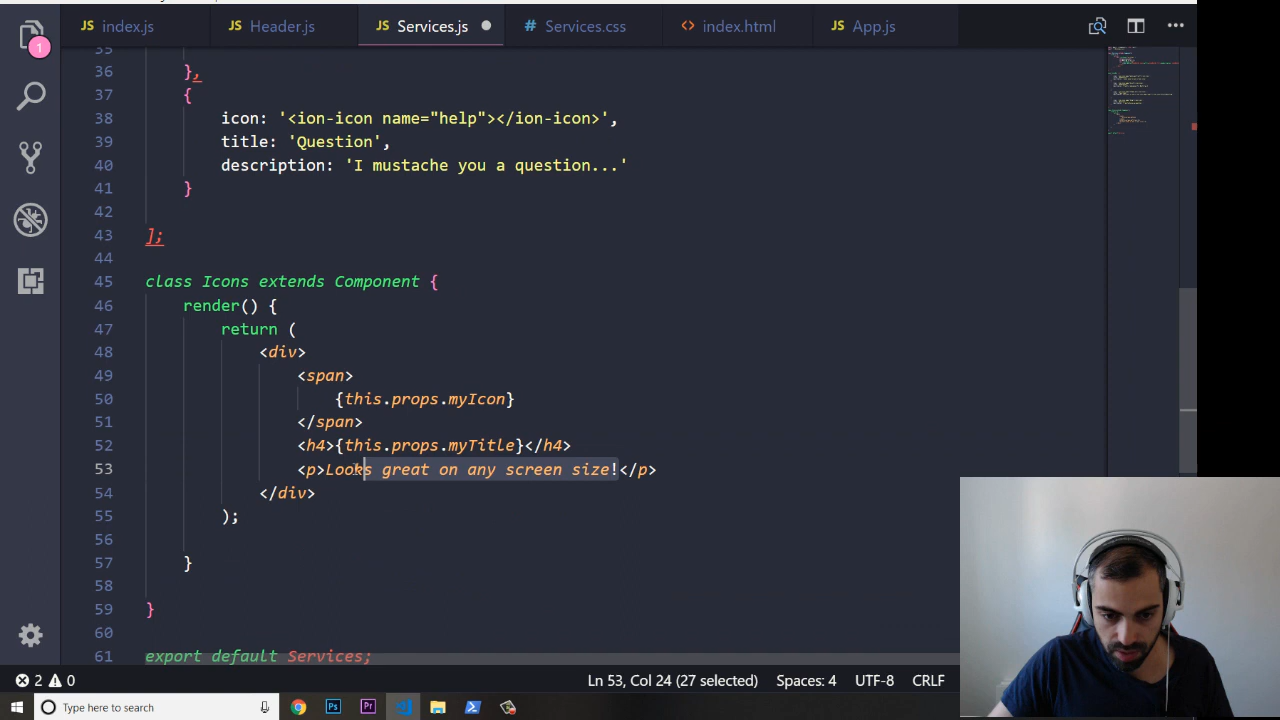 JS index.js
JS Header.js
JS Services.js
# Services.css
<> index.html
JS App.js
1
36 },
37 {
38 icon: '<ion-icon name="help"></ion-icon>',
39 title: 'Question',
40 description: 'I mustache you a question...'
41 }
42
43 ];
44
45 class Icons extends Component {
46 render() {
47 return (
48 <div>
49 <span>
50 {this.props.myIcon}
51 </span>
52 <h4>{this.props.myTitle}</h4>
53 <p>Looks great on any screen size!</p>
54 </div>
55 );
56
57 }
58
59 }
60
61 export default Services;
2 0 Ln 53, Col 24 (27 selected) Spaces: 4 UTF-8 CRLF
Type here to search Ps Pr